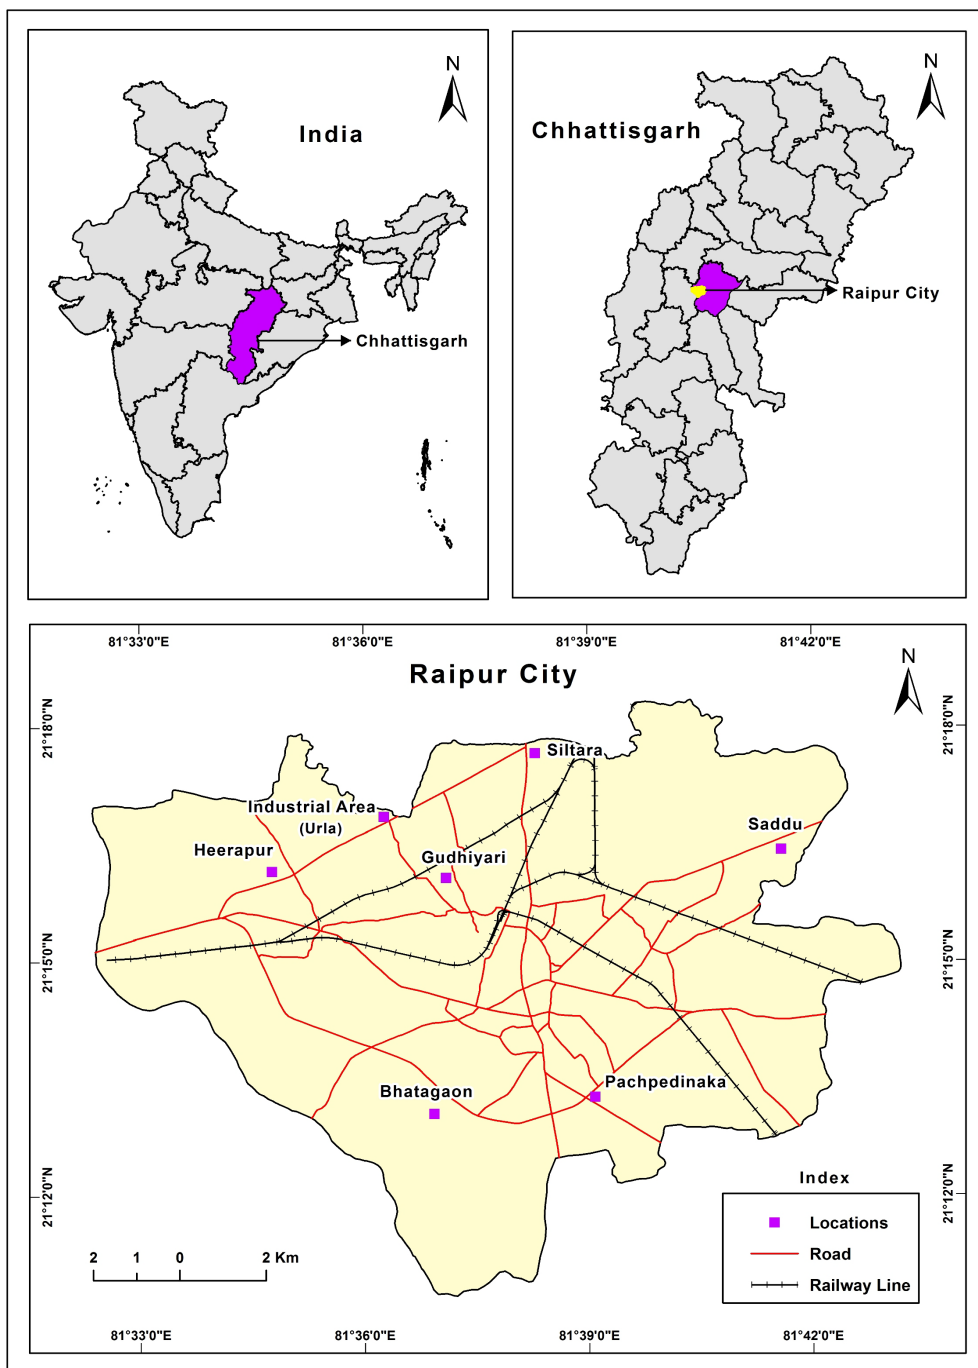 N
India
Chhattisgarh
N
Chhattisgarh
Raipur City
81°33'0"E
81°36'0"E
81°39'0"E
81°42'0"E
Raipur City
N
21°18'0"N
21°18'0"N
Siltara
Industrial Area
(Urla)
Saddu
Heerapur
Gudhiyari
21°15'0"N
21°15'0"N
Pachpedinaka
Bhatagaon
21°12'0"N
21°12'0"N
Index
Locations
Road
Railway Line
2 1 0 2 Km
81°33'0"E
81°36'0"E
81°39'0"E
81°42'0"E